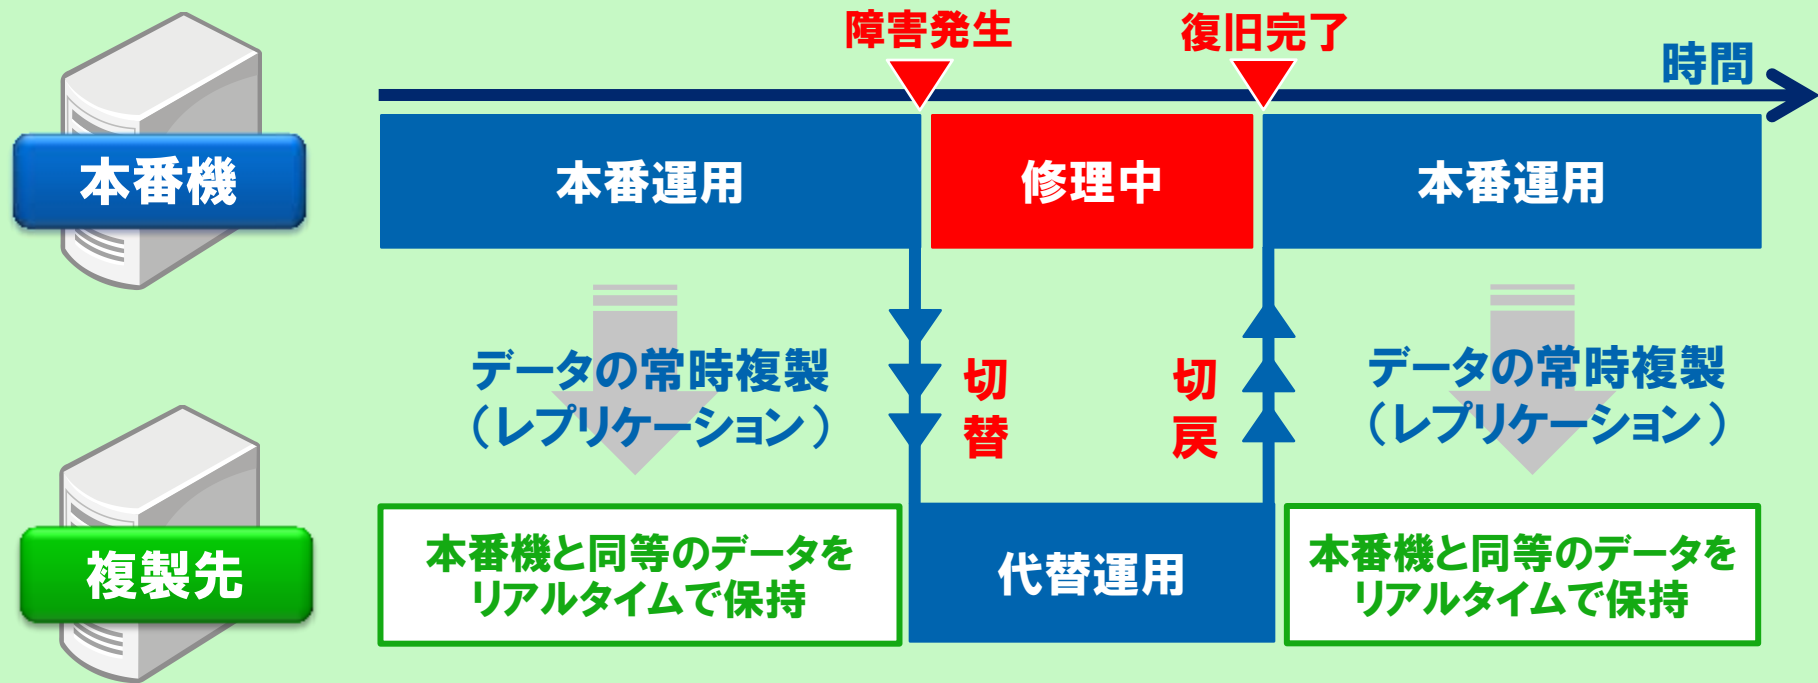 障害発生
復旧完了
時間
本番機
本番運用
修理中
本番運用
データの常時複製
（レプリケーション）
切
替
切
戻
データの常時複製
（レプリケーション）
複製先
本番機と同等のデータを
リアルタイムで保持
代替運用
本番機と同等のデータを
リアルタイムで保持